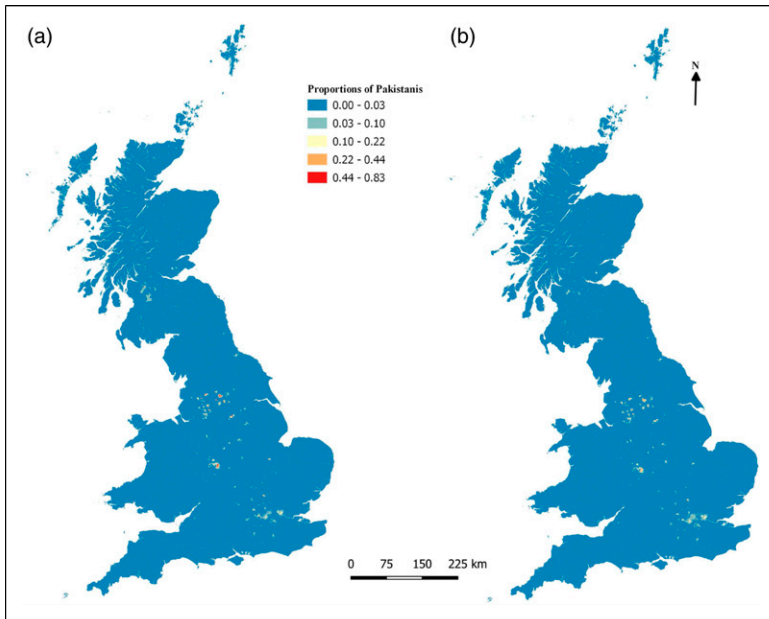 (a)
(b)
N
Proportions of Pakistanis
0.00 - 0.03
0.03 - 0.10
0.10 - 0.22
0.22 - 0.44
0.44 - 0.83
0 75 150 225 km